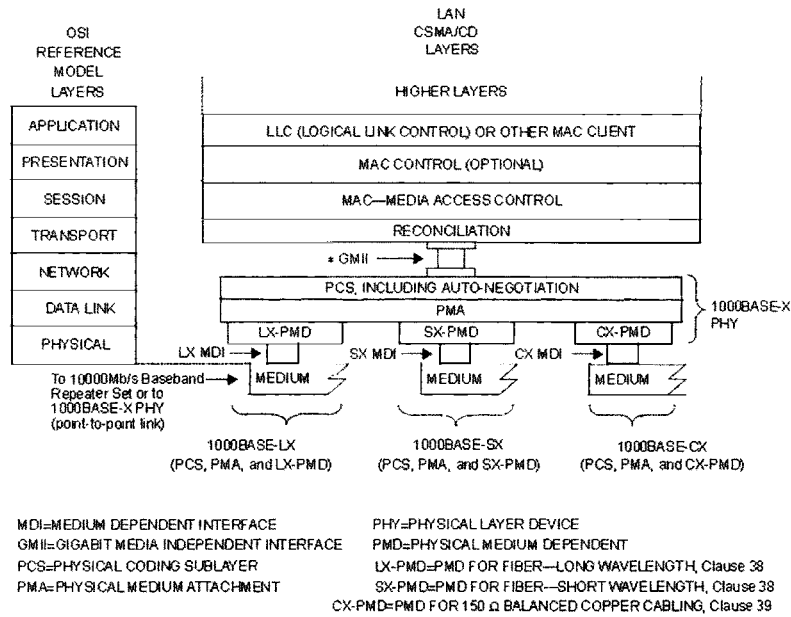 OSI
REFERENCE
MODEL
LAYERS
APPLICATION
PRESENTATION
SESSION
TRANSPORT
NETWORK
DATA LINK
PHYSICAL
LAN
CSMA/CD
LAYERS
HIGHER LAYERS
LLC (LOGICAL LINK CONTROL) OR OTHER MAC CLIENT
MAC CONTROL (OPTIONAL)
MAC—MEDIA ACCESS CONTROL
RECONCILIATION
* GMII
PCS, INCLUDING AUTO-NEGOTIATION
PMA
1000BASE-X
PHY
LX-PMD
SX-PMD
CX-PMD
LX MDI
SX MDI
CX MDI
MEDIUM
MEDIUM
MEDIUM
To 10000Mb/s Baseband
Repeater Set or to
1000BASE-X PHY
(point-to-point link)
1000BASE-LX
(PCS, PMA, and LX-PMD)
1000BASE-SX
(PCS, PMA, and SX-PMD)
1000BASE-CX
(PCS, PMA, and CX-PMD)
MDI=MEDIUM DEPENDENT INTERFACE
GMII=GIGABIT MEDIA INDEPENDENT INTERFACE
PCS=PHYSICAL CODING SUBLAYER
PMA=PHYSICAL MEDIUM ATTACHMENT
PHY=PHYSICAL LAYER DEVICE
PMD=PHYSICAL MEDIUM DEPENDENT
LX-PMD=PMD FOR FIBER—LONG WAVELENGTH, Clause 38
SX-PMD=PMD FOR FIBER—SHORT WAVELENGTH, Clause 38
CX-PMD=PMD FOR 150 Ω BALANCED COPPER CABLING, Clause 39